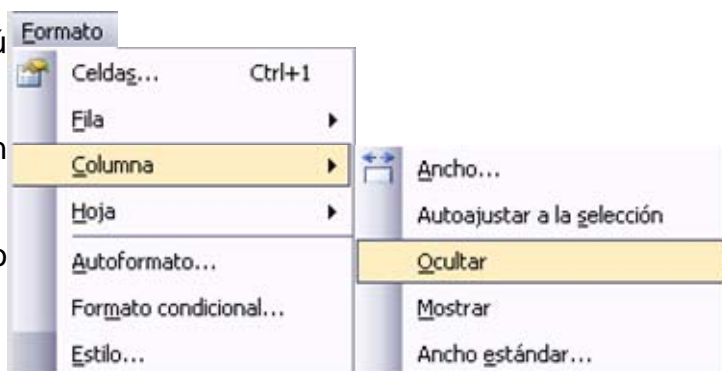 Formato
Celdas... Ctrl+1
Fila
Columna
Hoja
Autoformato...
Formato condicional...
Estilo...
Ancho...
Autoajustar a la selección
Ocultar
Mostrar
Ancho estándar...